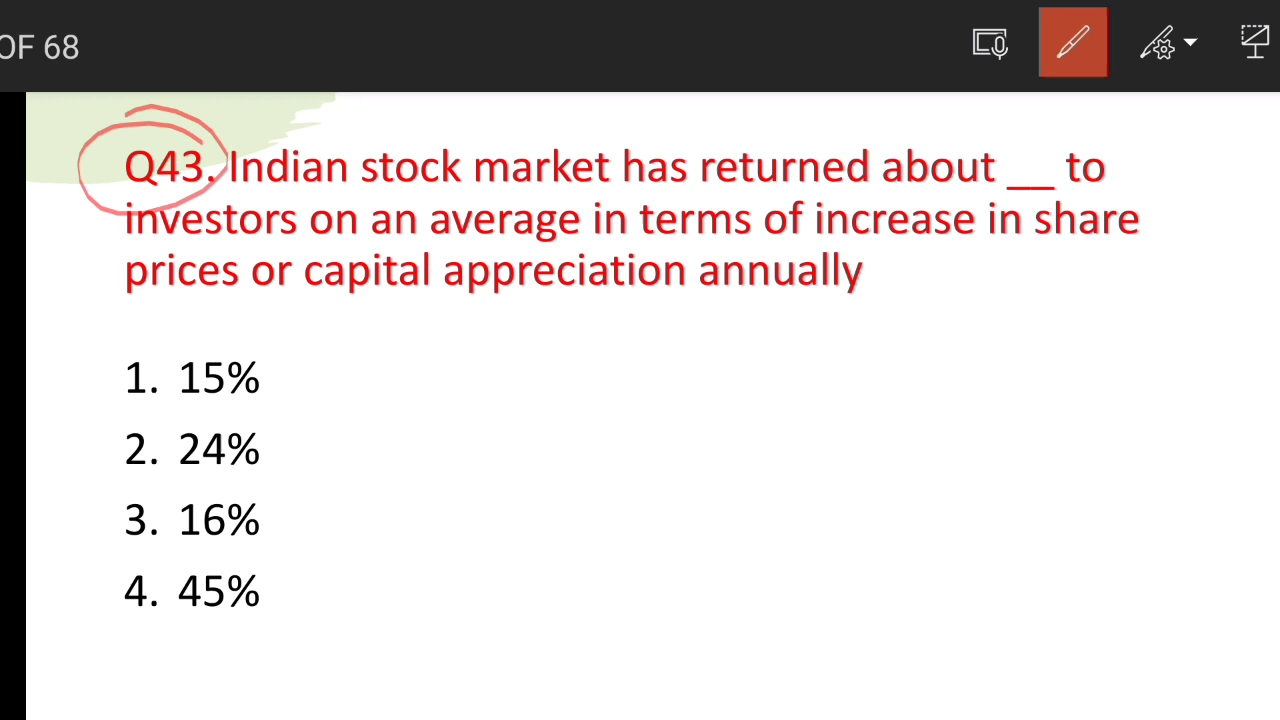 OF 68
Q43. Indian stock market has returned about __ to
investors on an average in terms of increase in share
prices or capital appreciation annually
1. 15%
2. 24%
3. 16%
4. 45%